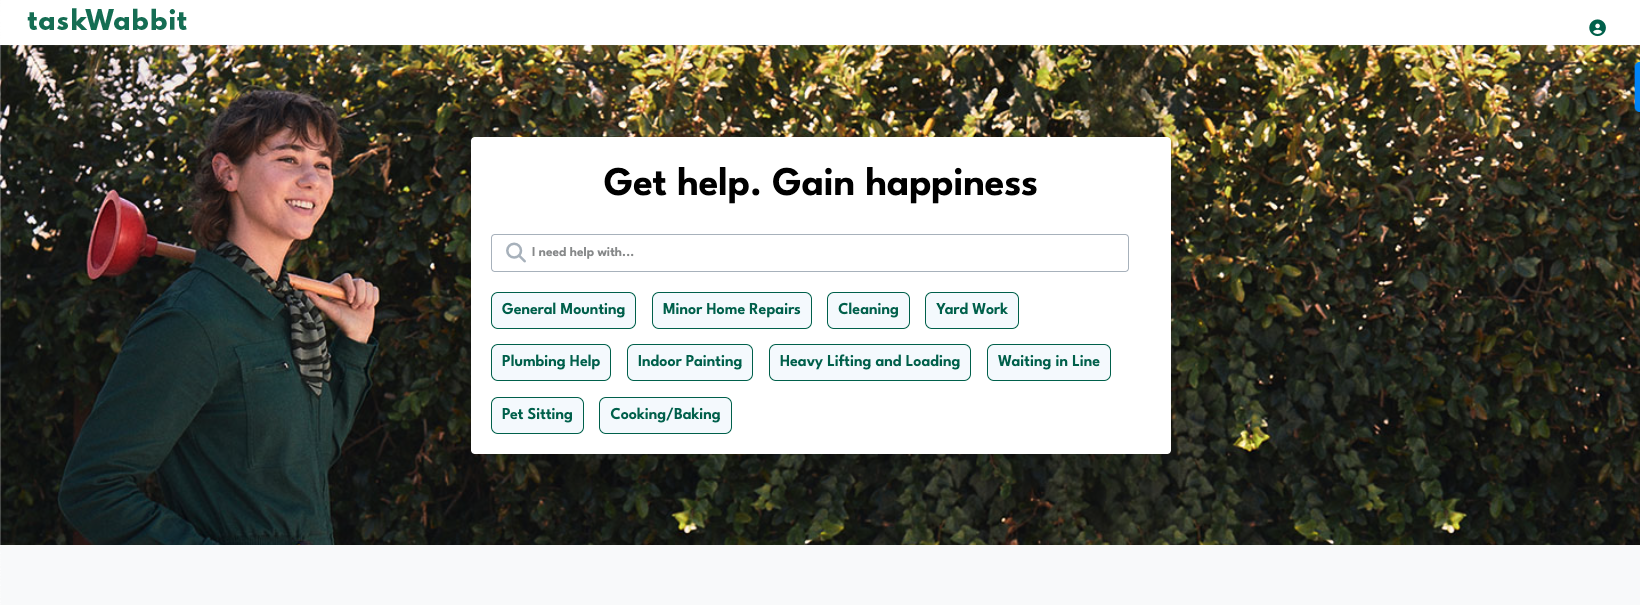 taskWabbit
Get help. Gain happiness
I need help with...
General Mounting
Minor Home Repairs
Cleaning
Yard Work
Plumbing Help
Indoor Painting
Heavy Lifting and Loading
Waiting in Line
Pet Sitting
Cooking/Baking